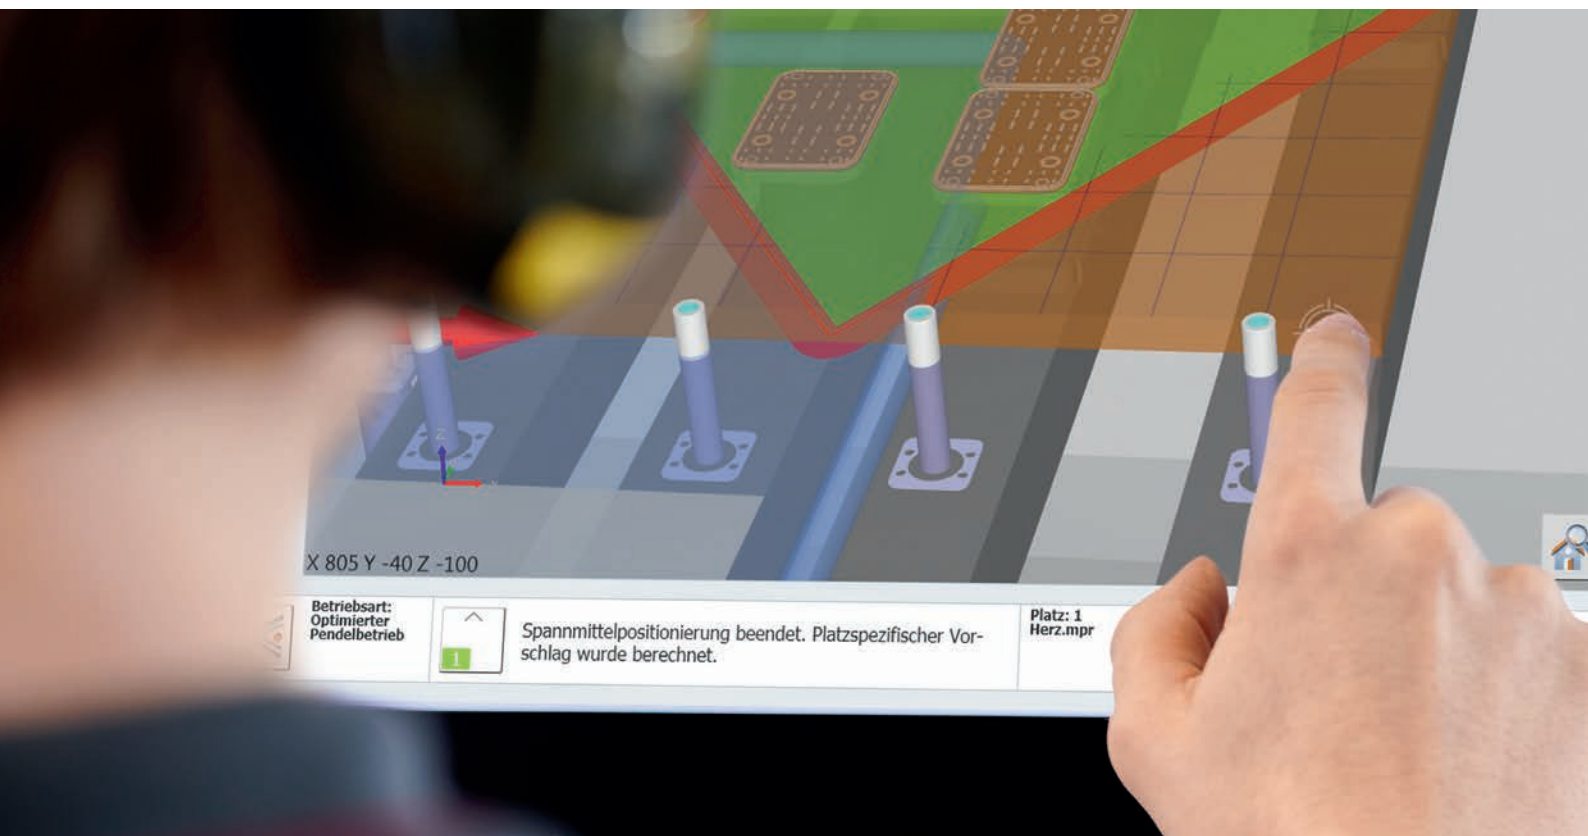 Z
X 805 Y -40 Z -100
Betriebsart:
Optimierter
Pendelbetrieb
1
Spannmittelpositionierung beendet. Platzspezifischer Vor-
schlag wurde berechnet.
Platz: 1
Herz.mpr